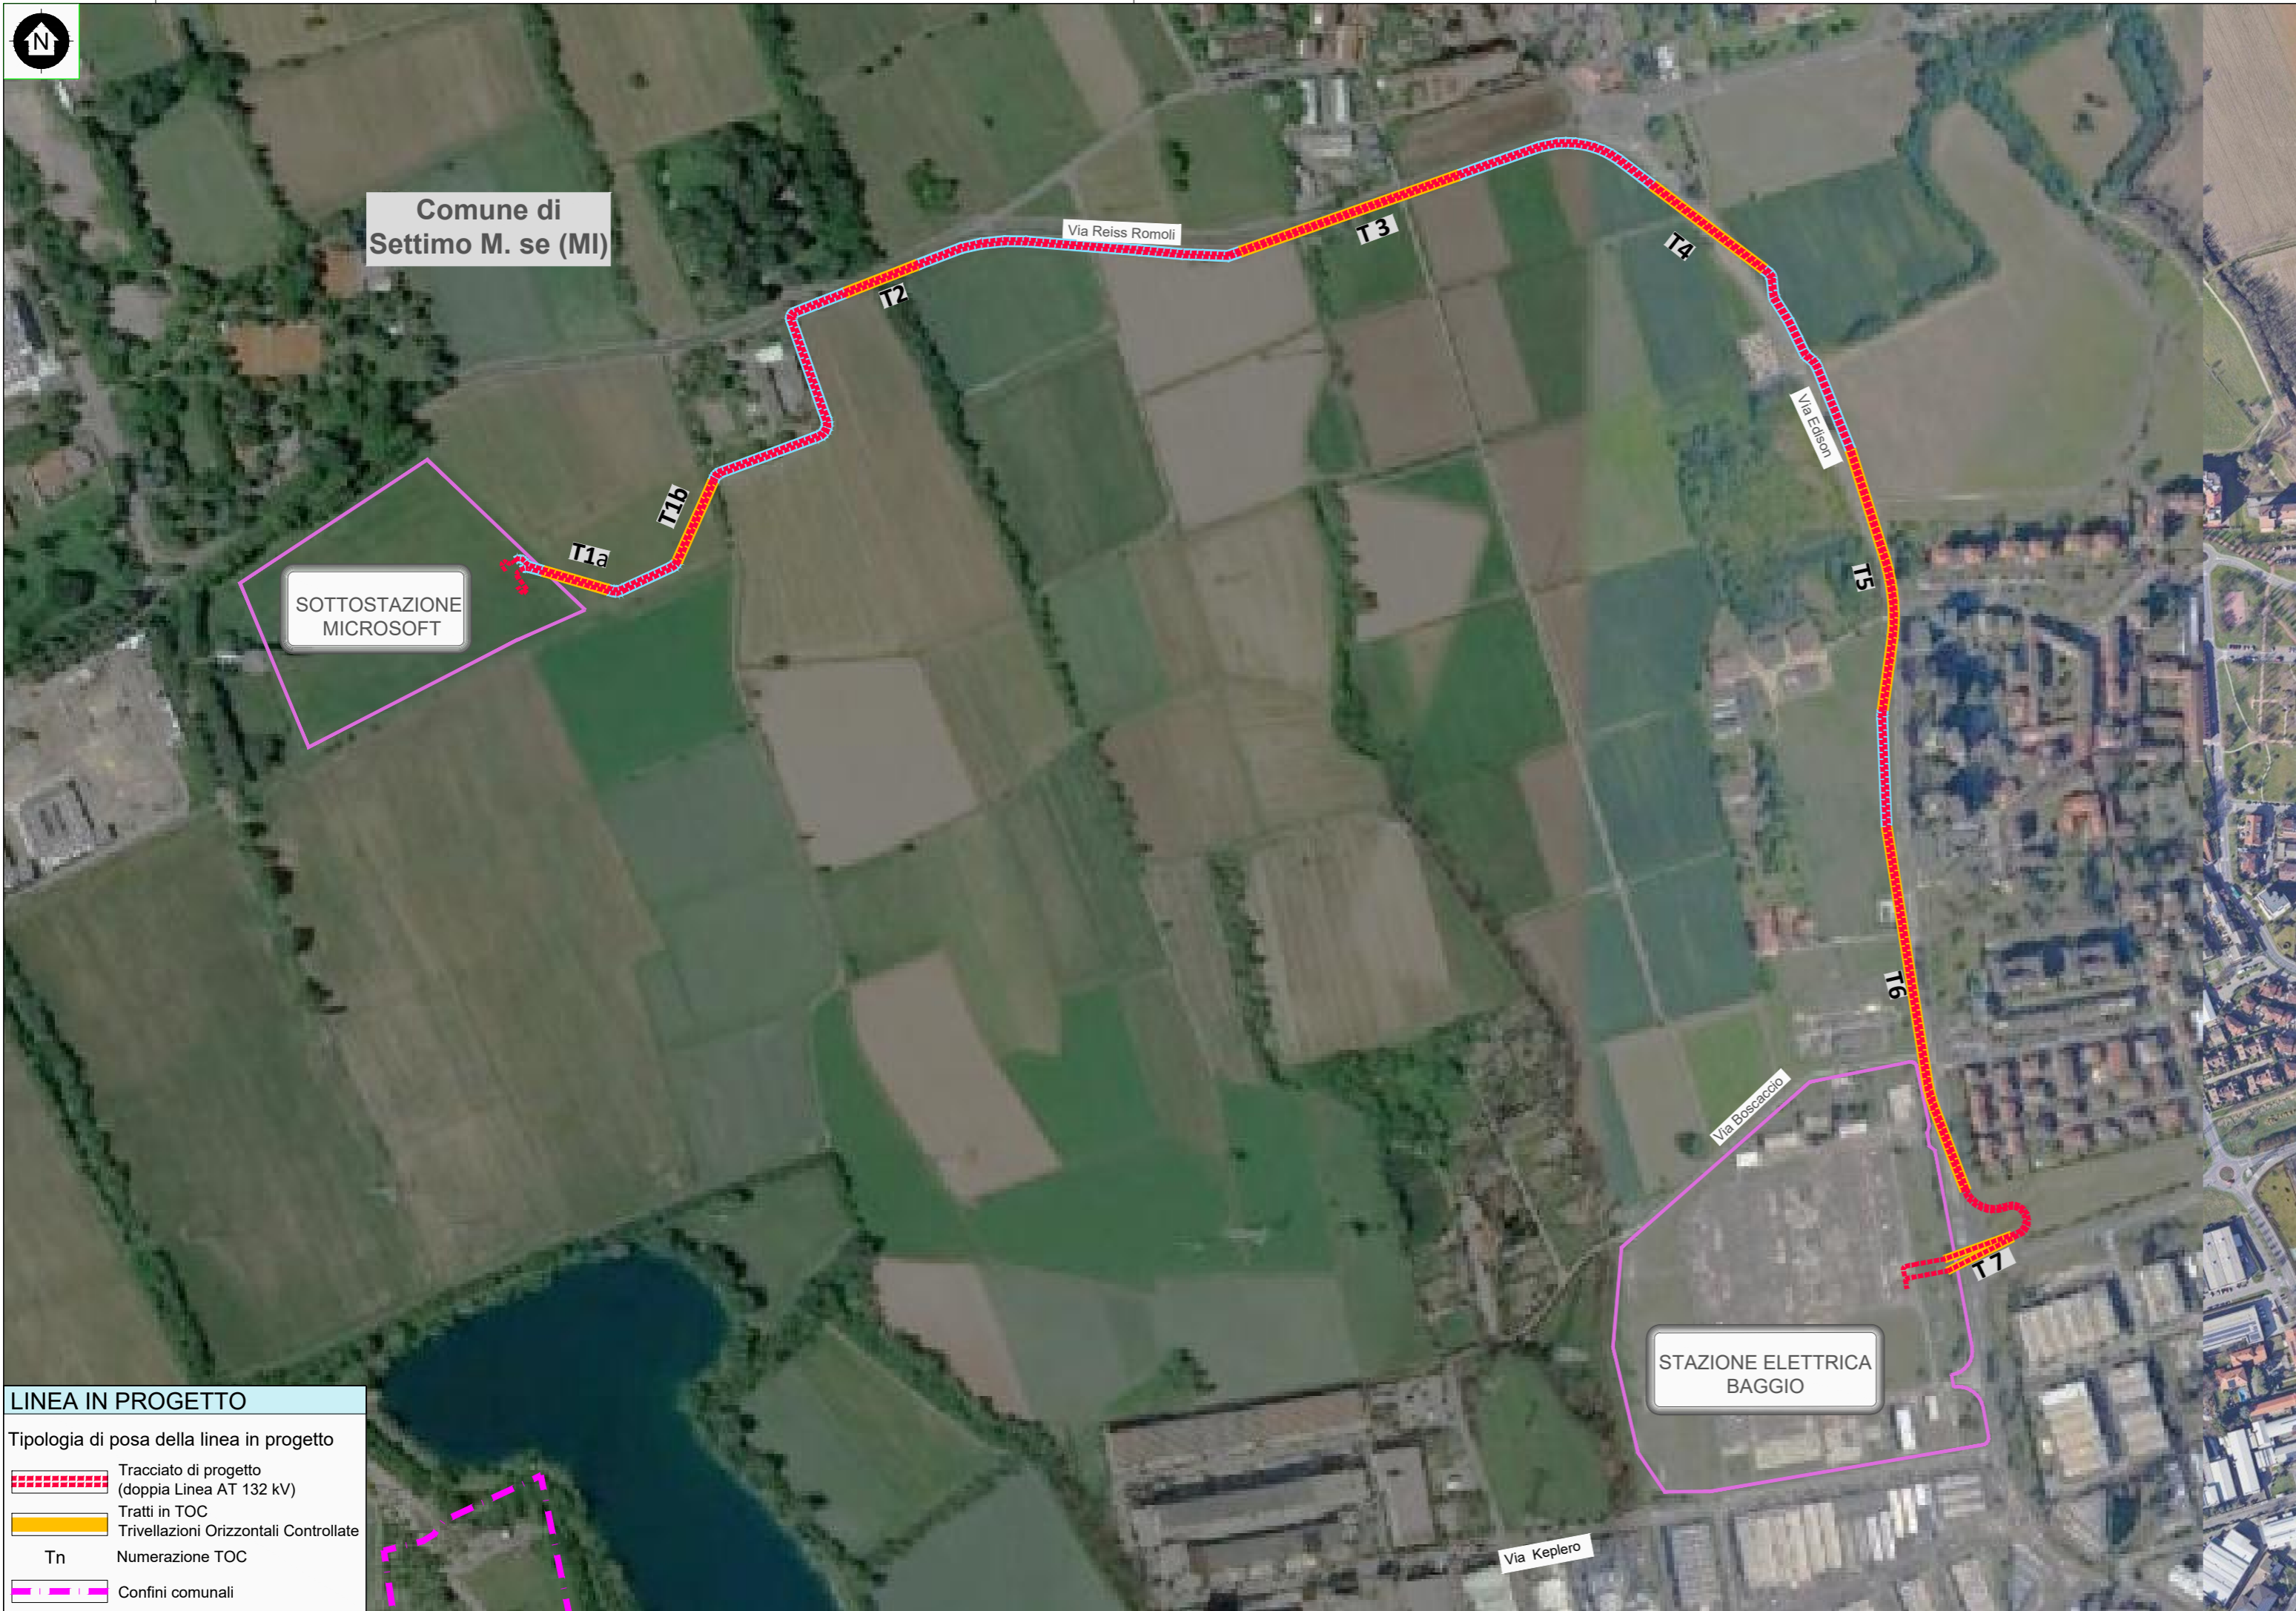 N
Comune di
Settimo M. se (MI)
Via Reiss Romoli
T 3
T4
T2
Via Edison
T1b
T1a
T5
SOTTOSTAZIONE
MICROSOFT
T6
Via Boscaccio
T 7
STAZIONE ELETTRICA
BAGGIO
Via Keplero
LINEA IN PROGETTO
Tipologia di posa della linea in progetto
Tracciato di progetto
(doppia Linea AT 132 kV)
Tratti in TOC
Trivellazioni Orizzontali Controllate
Tn Numerazione TOC
Confini comunali